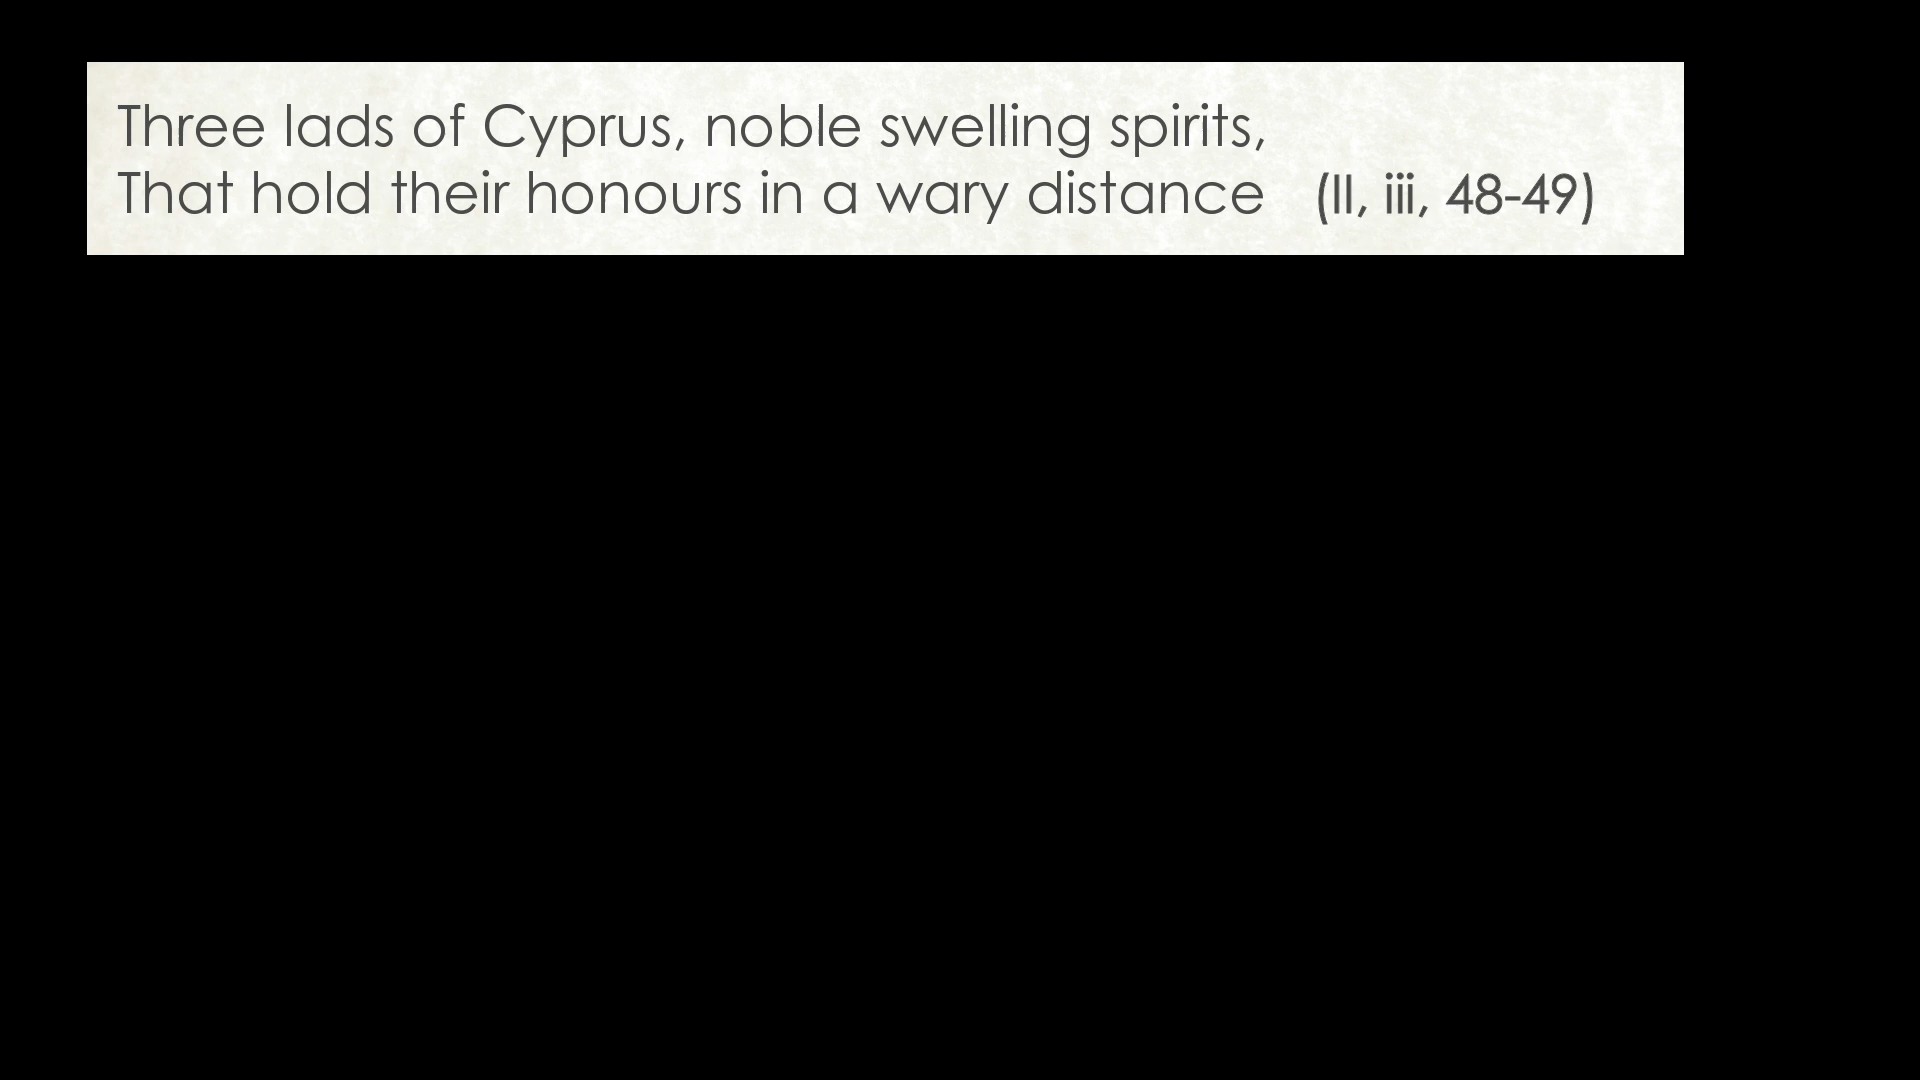 Three lads of Cyprus, noble swelling spirits,
That hold their honours in a wary distance (II, iii, 48-49)